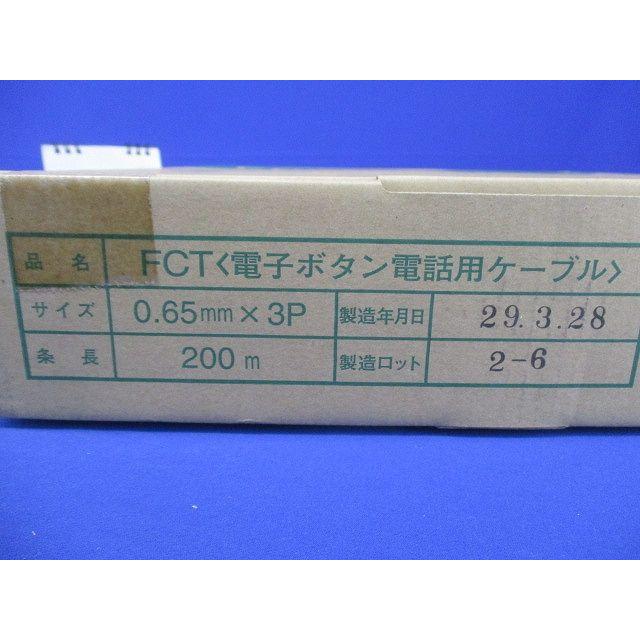 品名 FCT〈電子ボタン電話用ケーブル〉
サイズ 0.65mm×3P 製造年月日 29.3.28
条長 200m 製造ロット 2-6